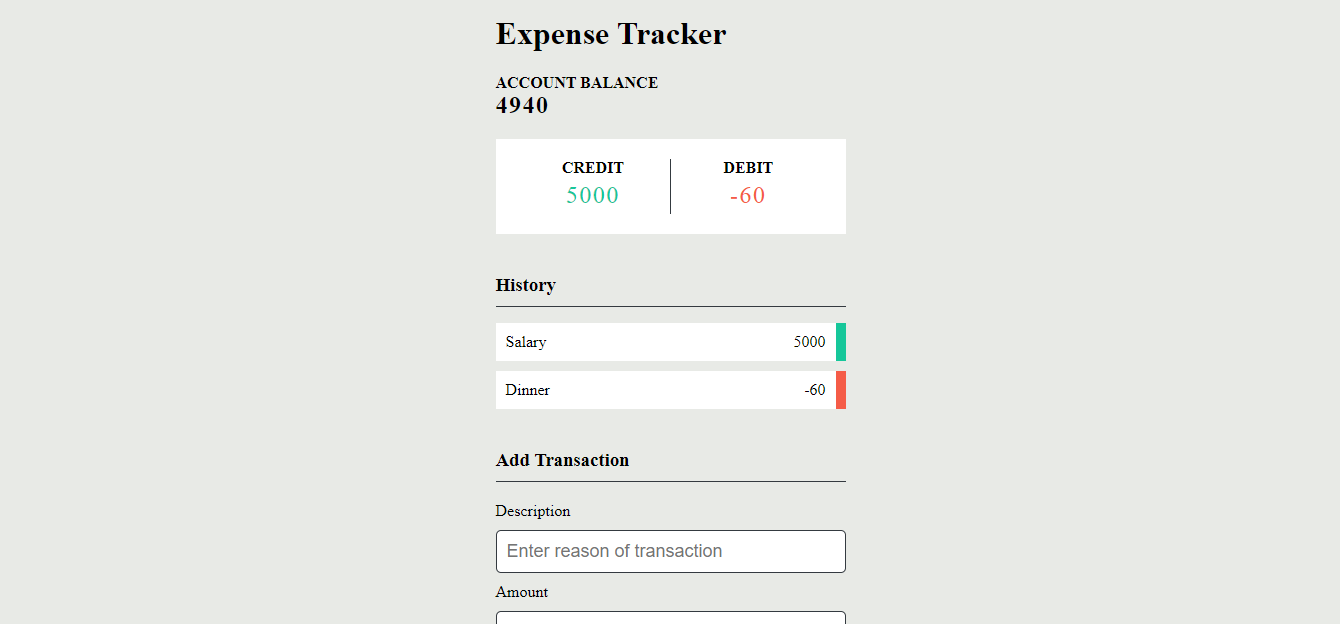 Expense Tracker
ACCOUNT BALANCE
4940
CREDIT DEBIT
5000 -60
History
Salary 5000
Dinner -60
Add Transaction
Description
Enter reason of transaction
Amount